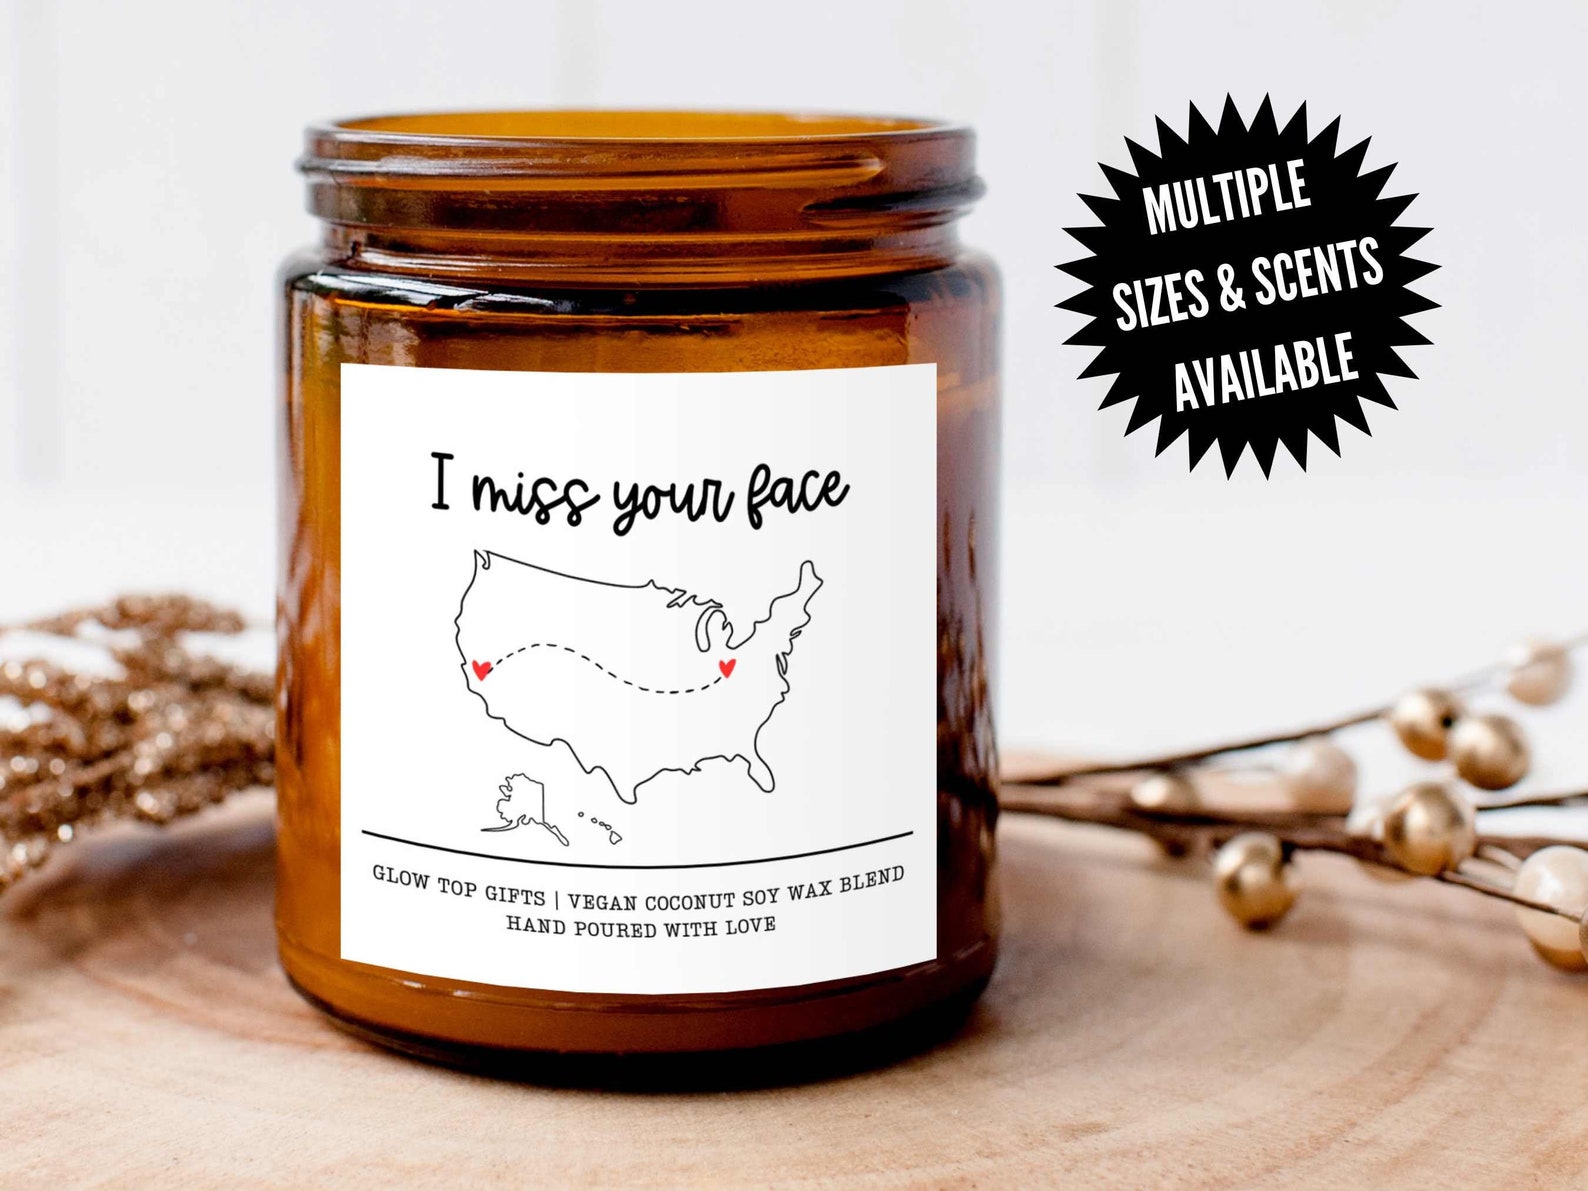 I miss your face
GLOW TOP GIFTS | VEGAN COCONUT SOY WAX BLEND
HAND POURED WITH LOVE
MULTIPLE
SIZES & SCENTS
AVAILABLE